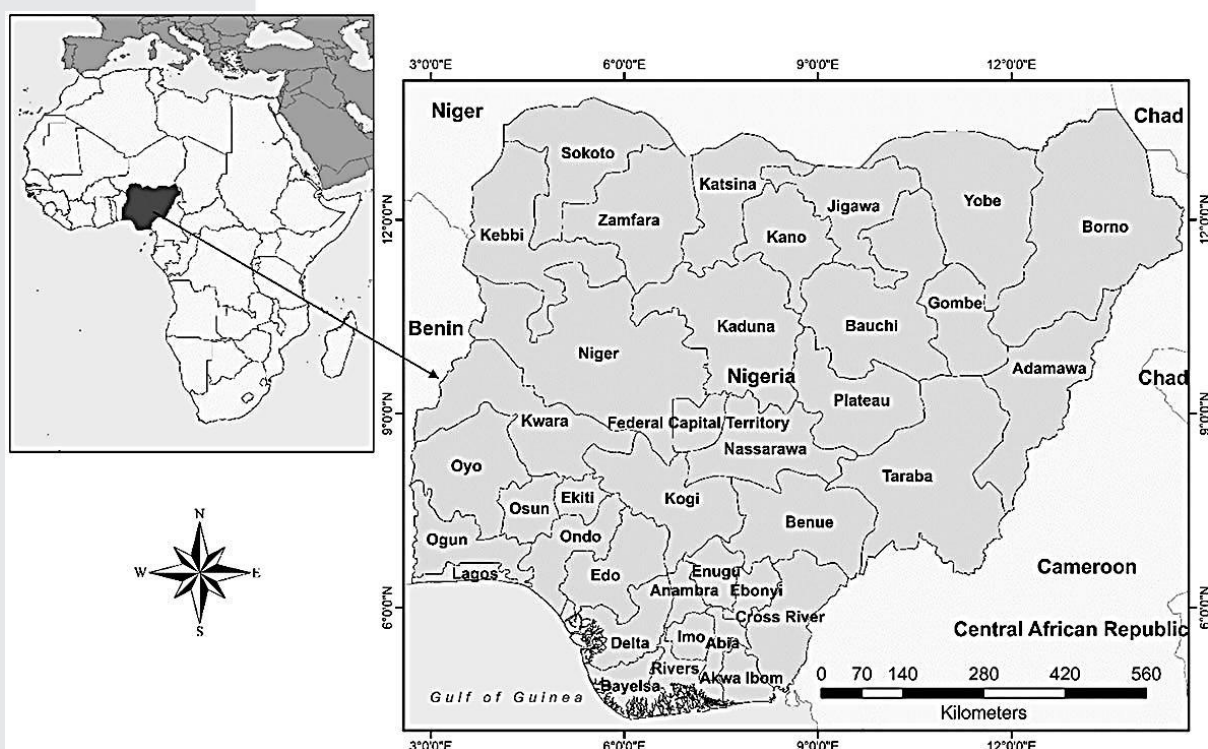 3°0'0"E 6°0'0"E 9°0'0"E 12°0'0"E
Niger
Chad
Sokoto
Katsina
Jigawa
Yobe
Borno
Kebbi
Zamfara
Kano
12°0'0"N
12°0'0"N
Gombe
Benin
Niger
Kaduna
Bauchi
Nigeria
Adamawa
Chad
Plateau
9°0'0"N
9°0'0"N
Kwara
Federal Capital Territory
Nassarawa
Oyo
Taraba
Osun
Ekiti
Kogi
Benue
Ogun
Ondo
Lagos
Edo
Enugu
Anambra
Ebonyi
Cameroon
6°0'0"N
6°0'0"N
Cross River
Central African Republic
Delta
Imo
Abia
Rivers
Akwa Ibom
Bayelsa
Gulf of Guinea
0 70 140 280 420 560
Kilometers
3°0'0"E 6°0'0"E 9°0'0"E 12°0'0"E
N
W E
S